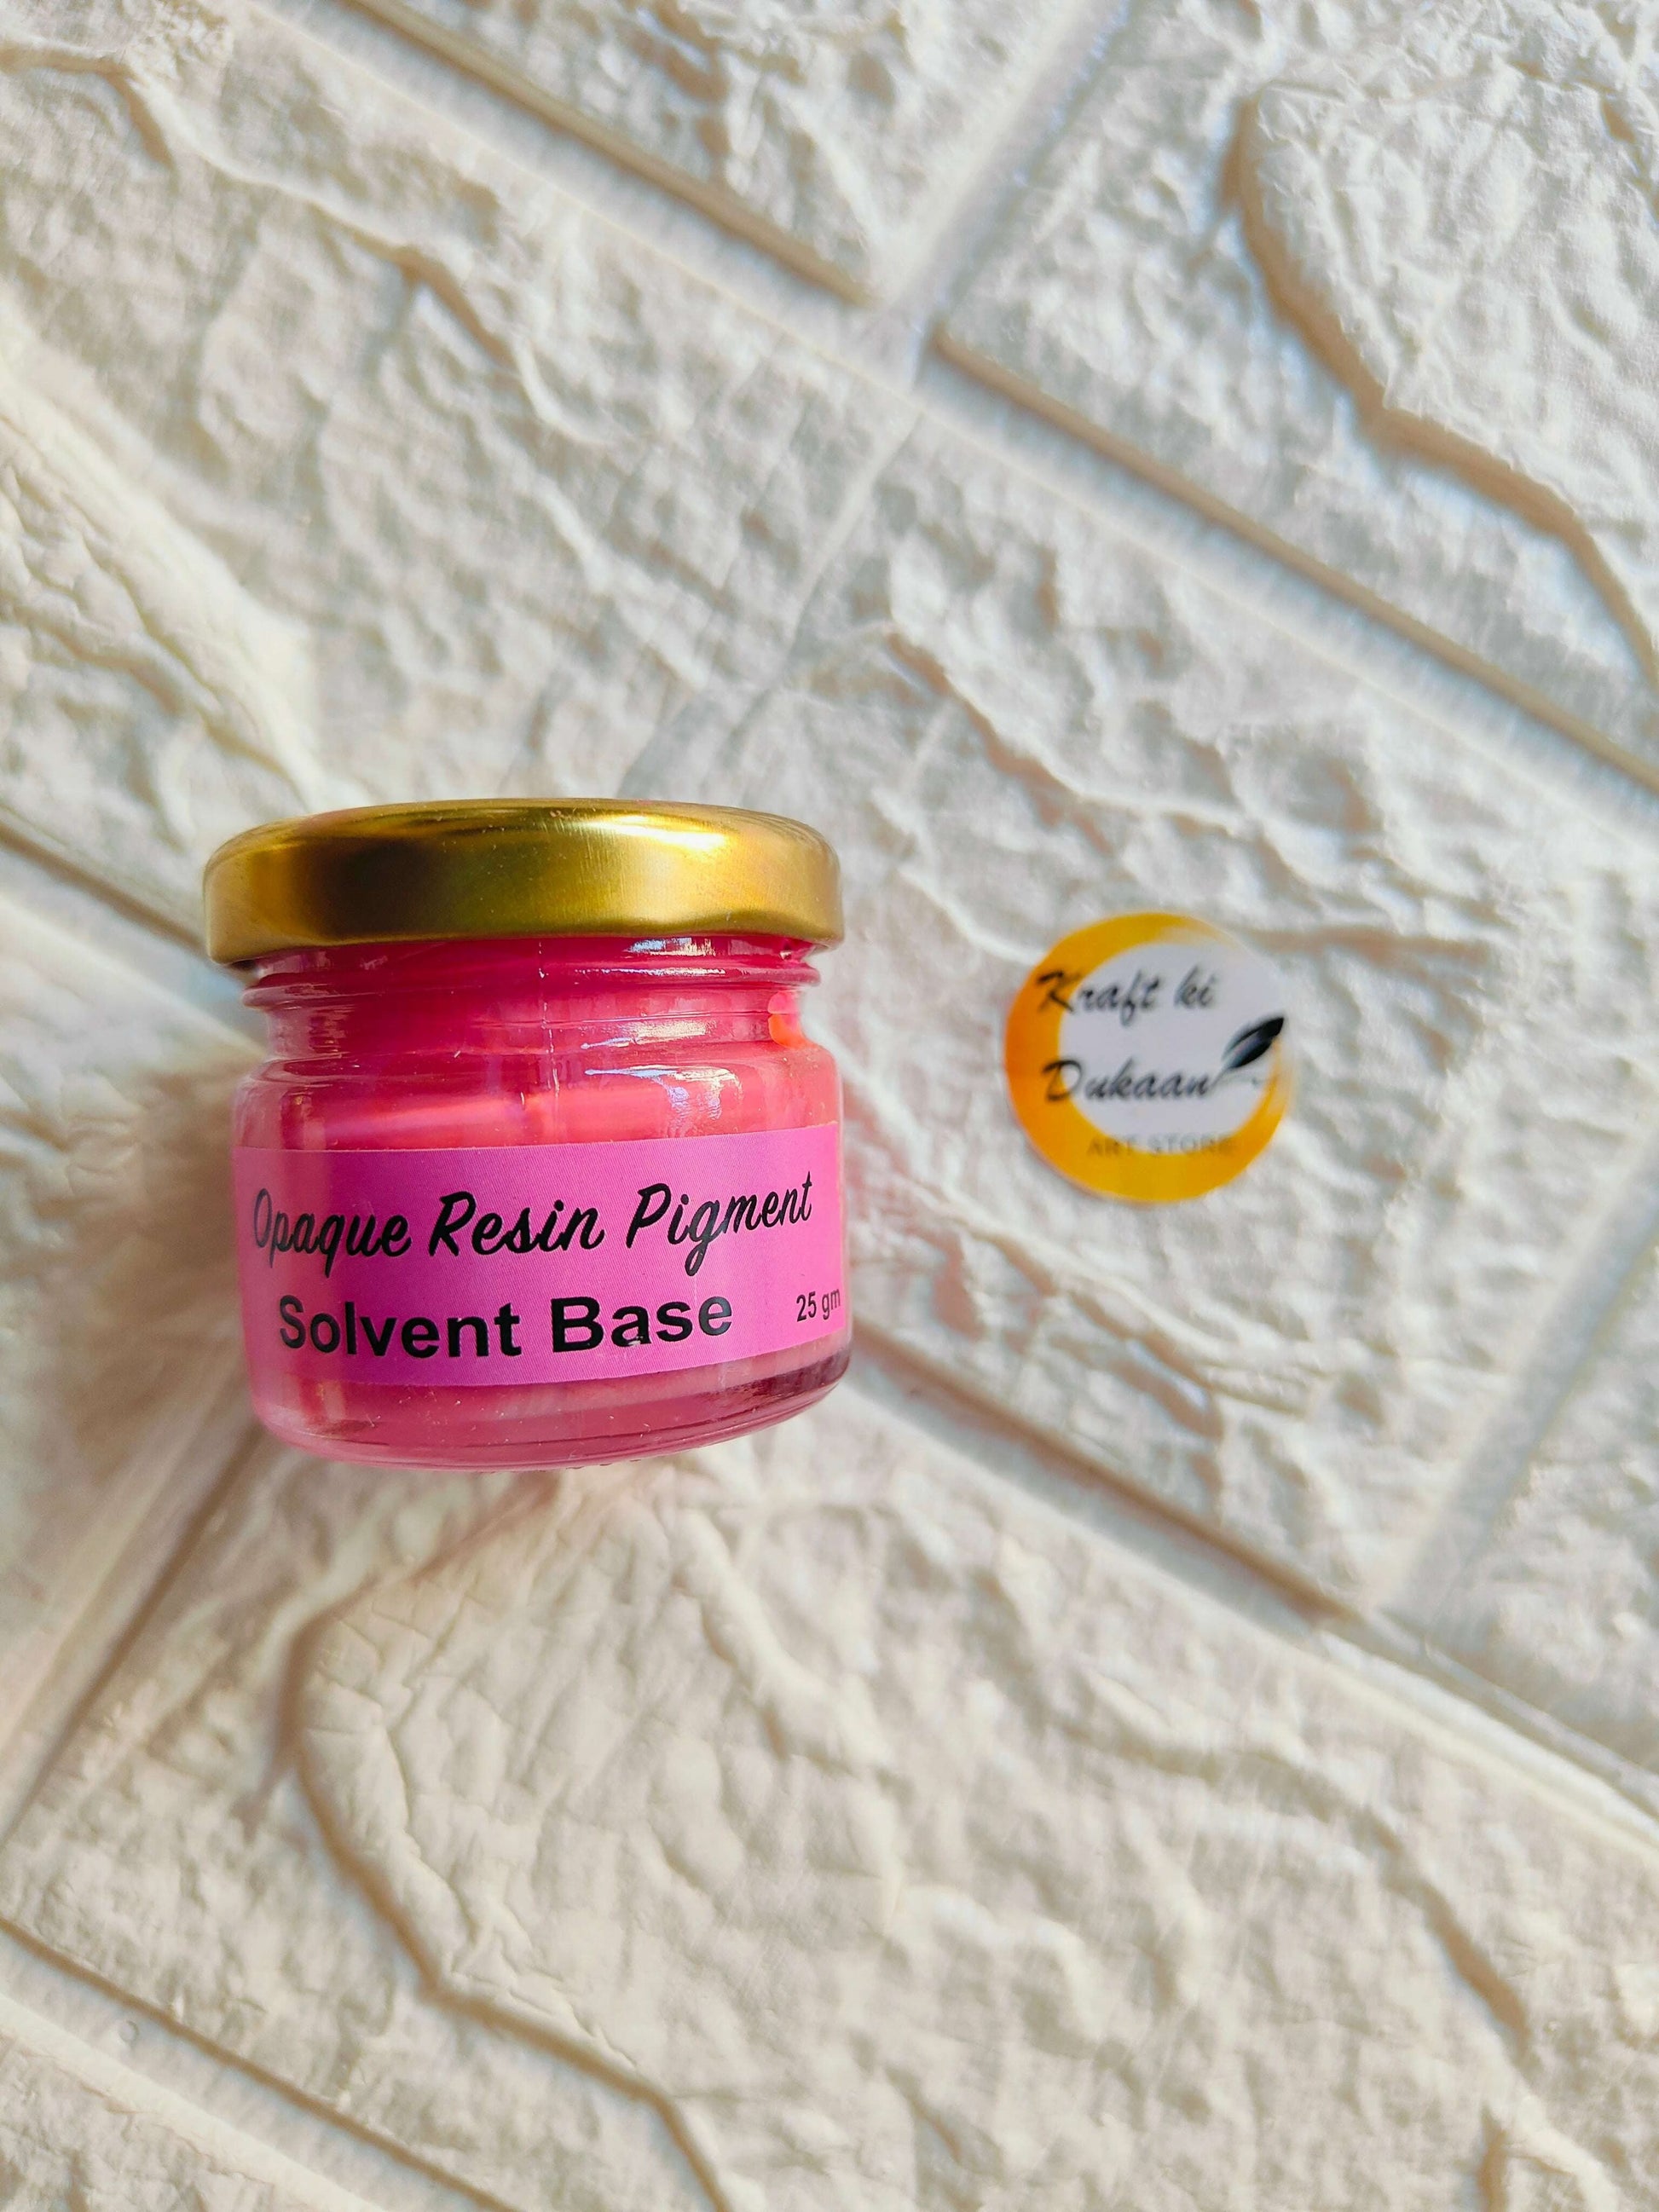 Opaque Resin Pigment
Solvent Base
25 gm
Kraft ki
Dukaan
ART STORE